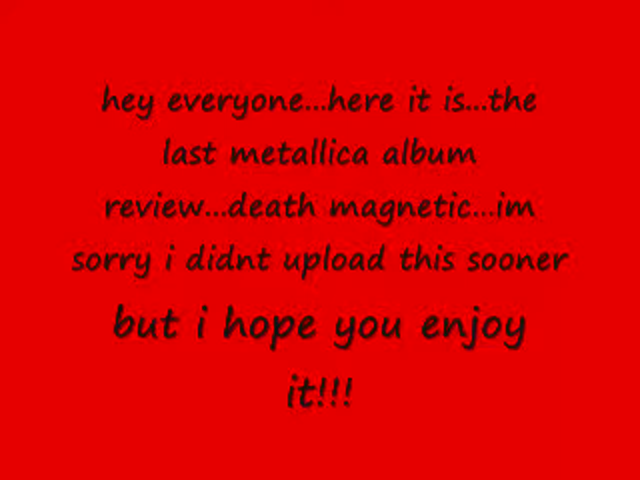 hey everyone...here it is...the
last metallica album
review...death magnetic...im
sorry i didnt upload this sooner
but i hope you enjoy
it!!!